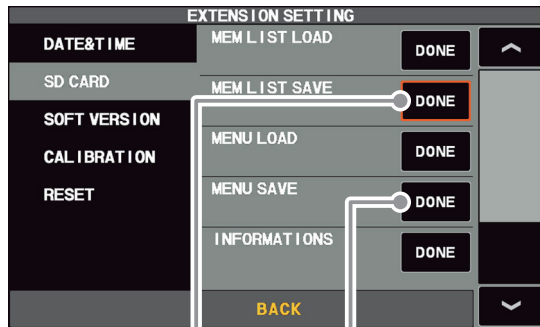 EXTENSION SETTING
DATE&TIME
SD CARD
SOFT VERSION
CALIBRATION
RESET
MEM LIST LOAD DONE
MEM LIST SAVE DONE
MENU LOAD DONE
MENU SAVE DONE
INFORMATIONS DONE
BACK